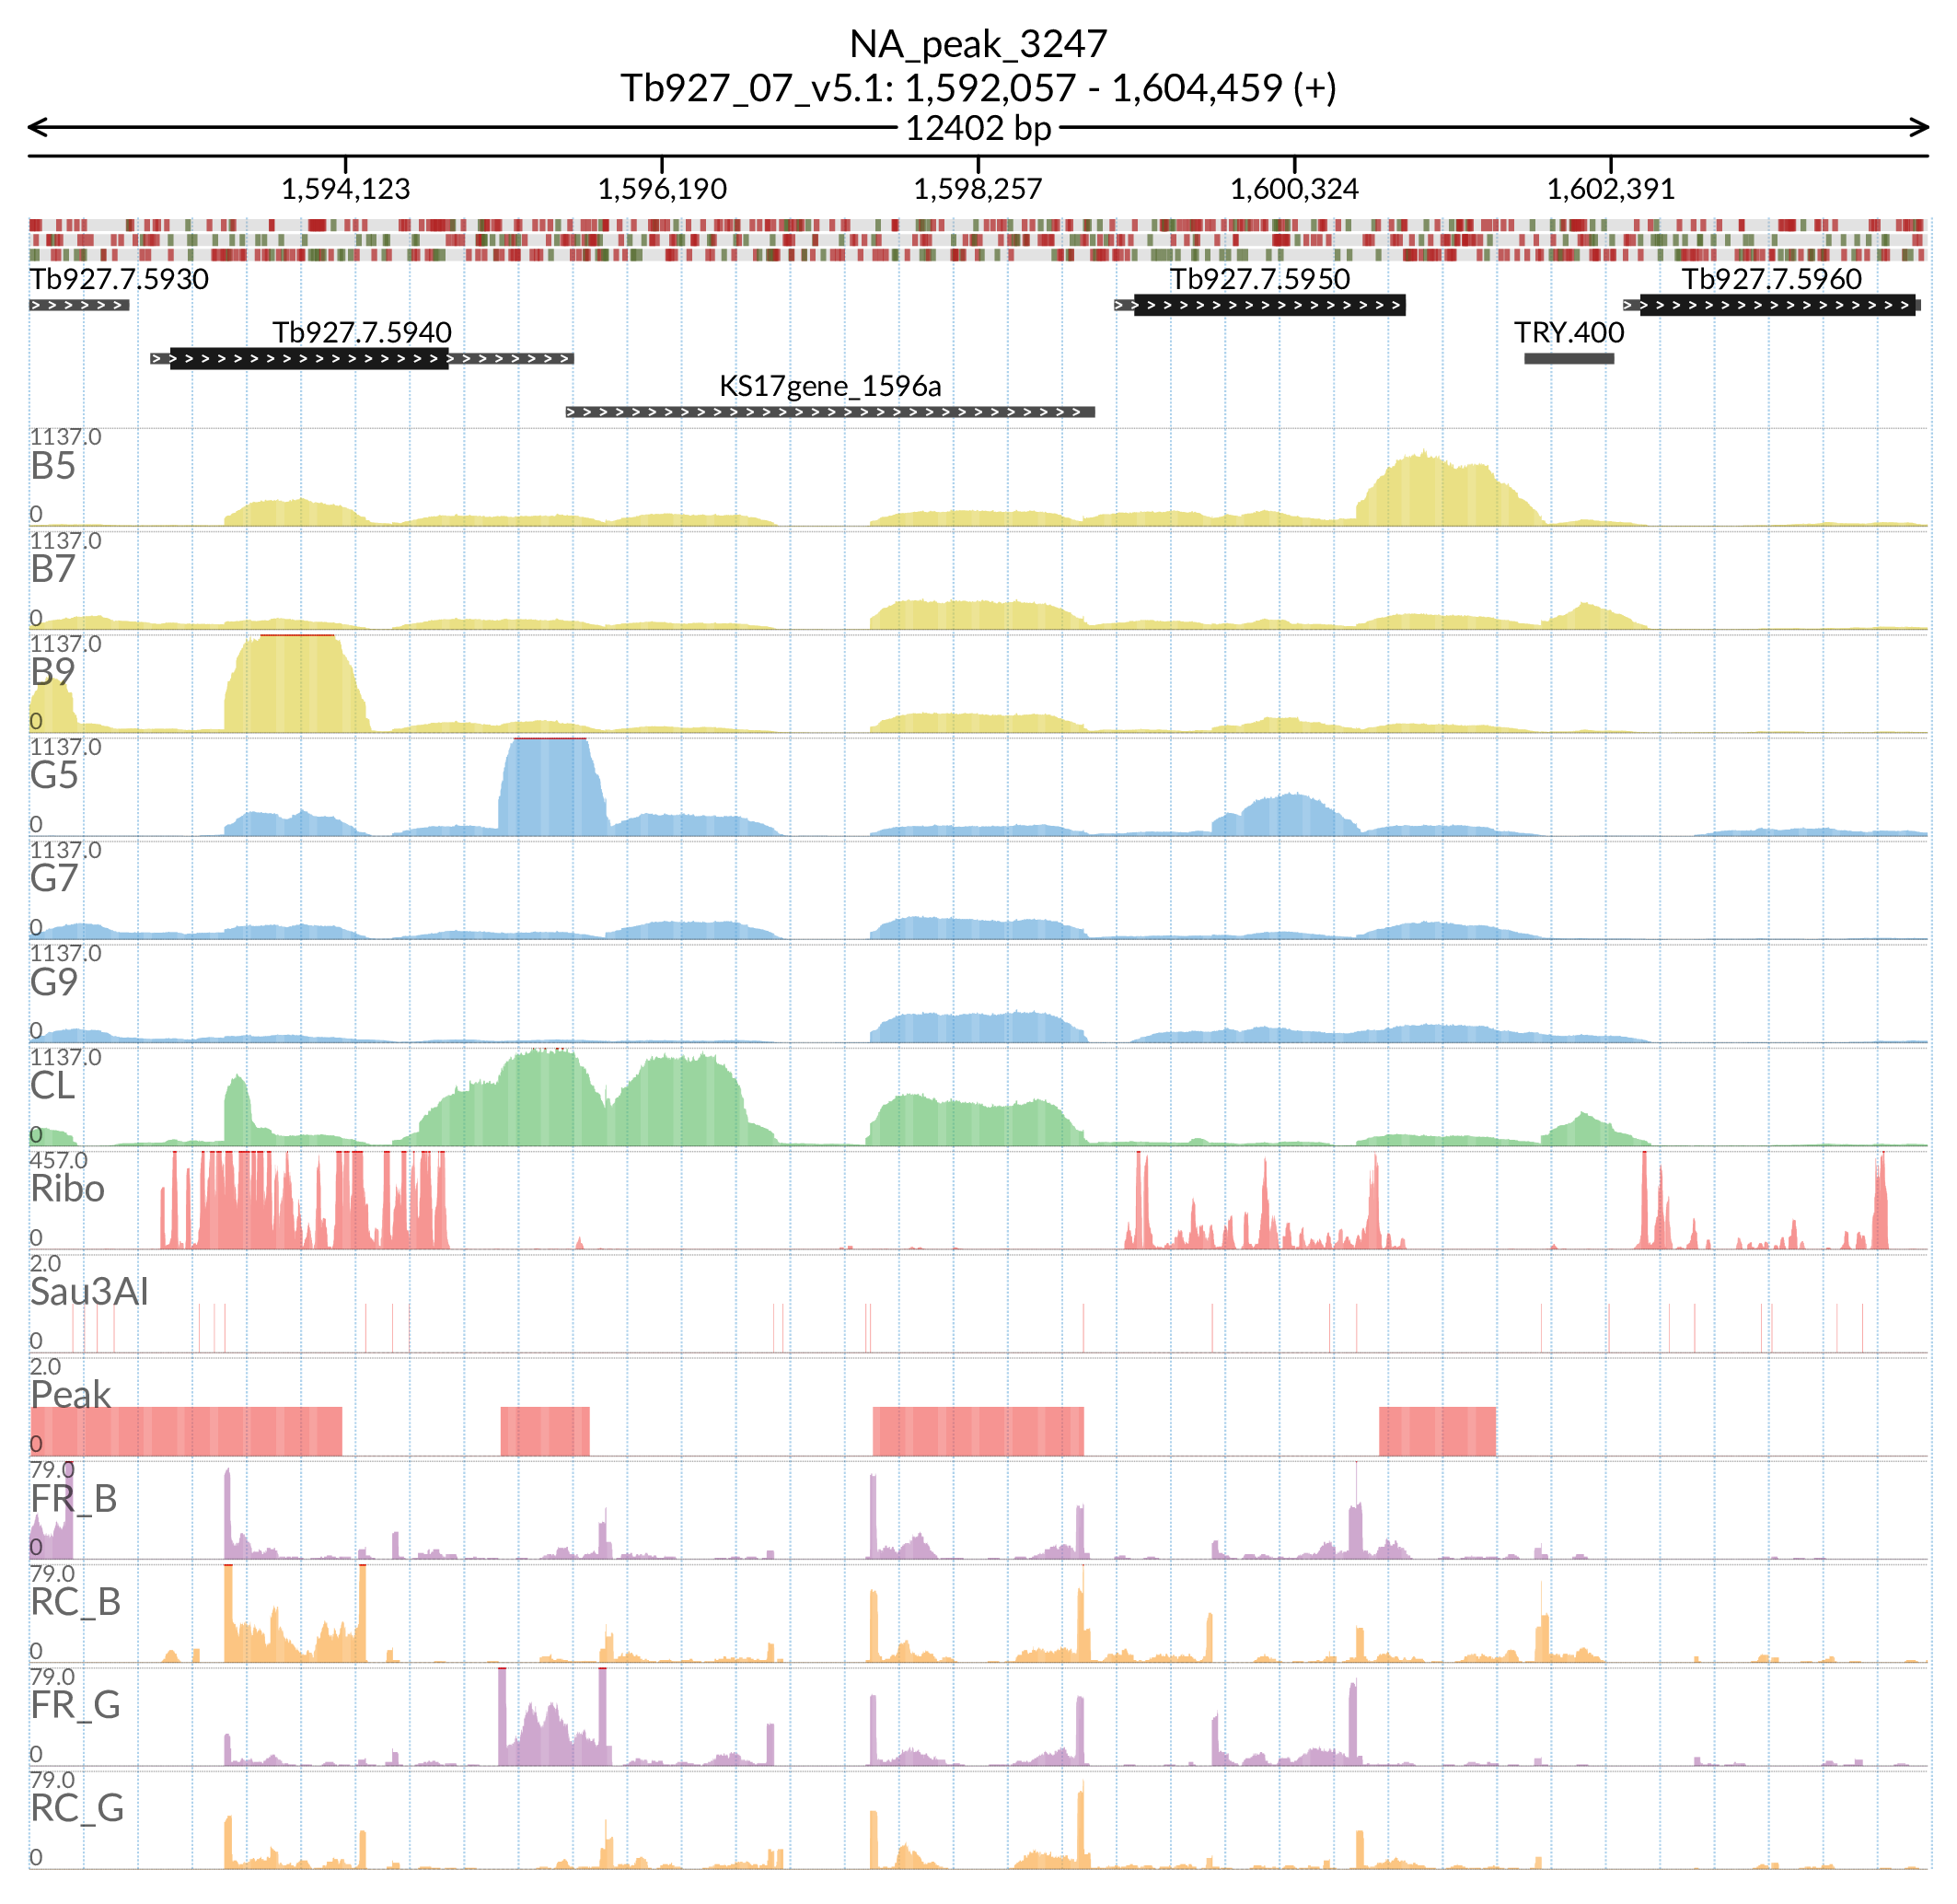 NA_peak_3247
Tb927_07_v5.1: 1,592,057 - 1,604,459 (+)
12402 bp
1,594,123 1,596,190 1,598,257 1,600,324 1,602,391
Tb927.7.5930 Tb927.7.5950 Tb927.7.5960
Tb927.7.5940 TRY.400
KS17gene_1596a
1137.0
B5
0
1137.0
B7
0
1137.0
B9
0
1137.0
G5
0
1137.0
G7
0
1137.0
G9
0
1137.0
CL
0
457.0
Ribo
0
2.0
Sau3AI
0
2.0
Peak
0
79.0
FR_B
0
79.0
RC_B
0
79.0
FR_G
0
79.0
RC_G
0